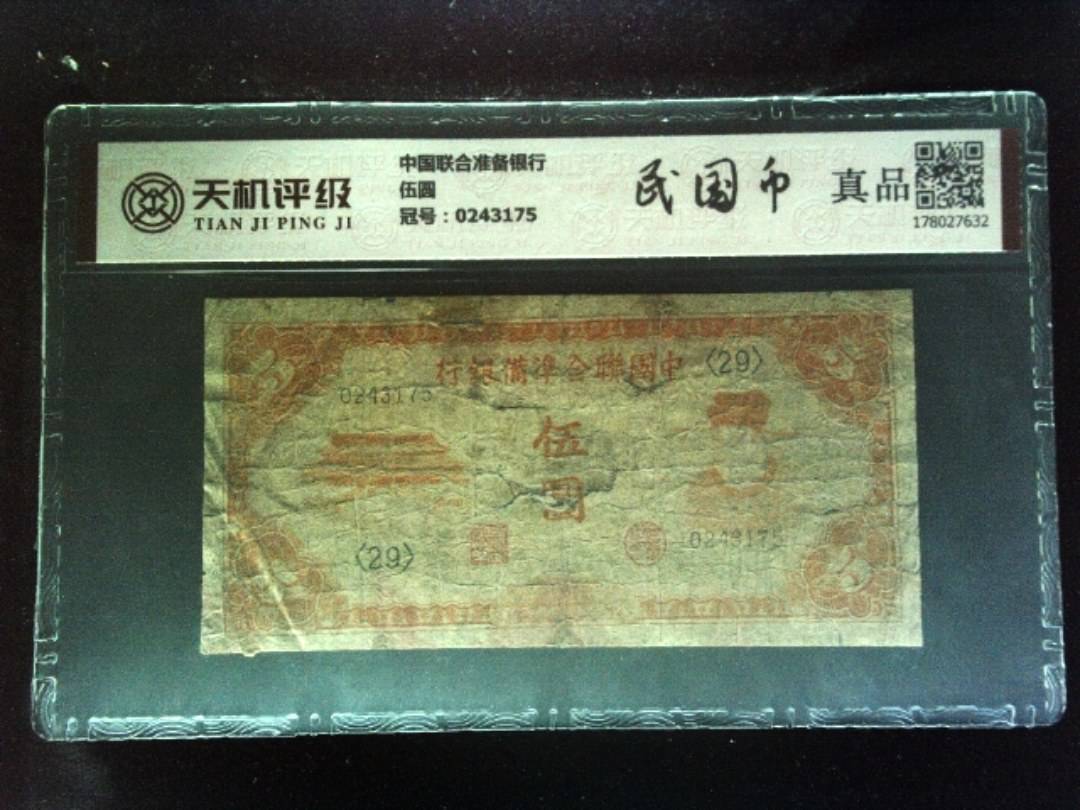 天机评级
TIAN JI PING JI
中国联合准备银行
伍圆
冠号：0243175
民国币
真品
178027632
行銀備準合聯國中
〈29〉
0243175
伍
圓
〈29〉
0243175